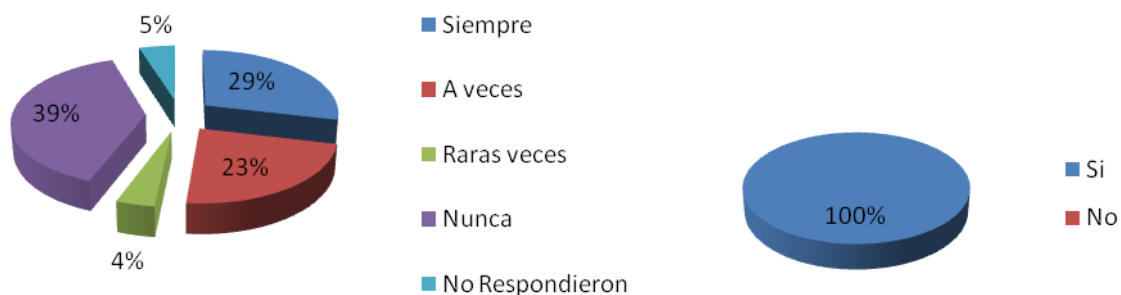 5%
29%
39%
23%
4%
Siempre
A veces
Raras veces
Nunca
No Respondieron
100%
Si
No